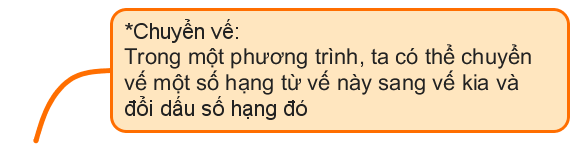 *Chuyển vế:
Trong một phương trình, ta có thể chuyển
vế một số hạng từ vế này sang vế kia và
đổi dấu số hạng đó